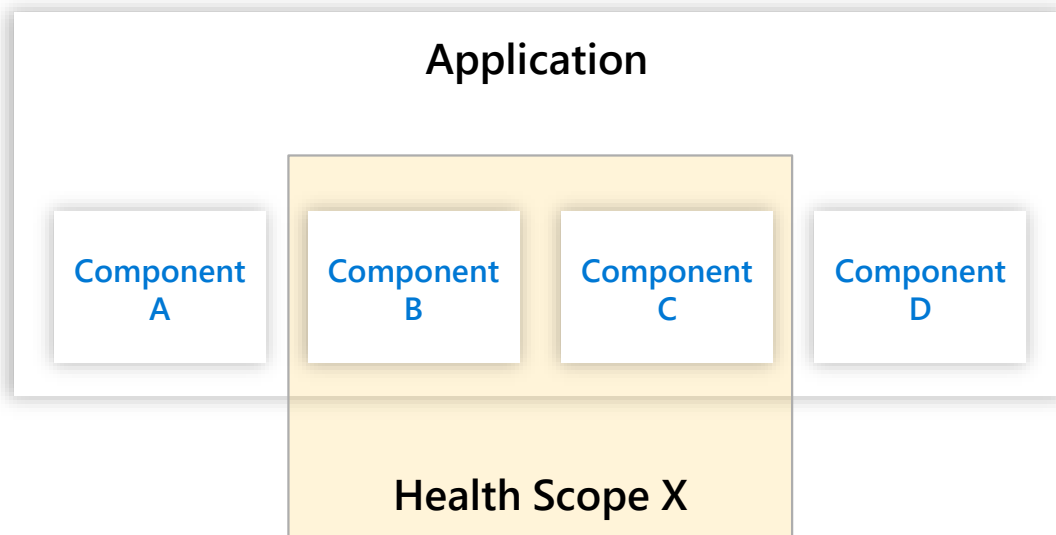 Application
Component
A
Component
B
Component
C
Component
D
Health Scope X